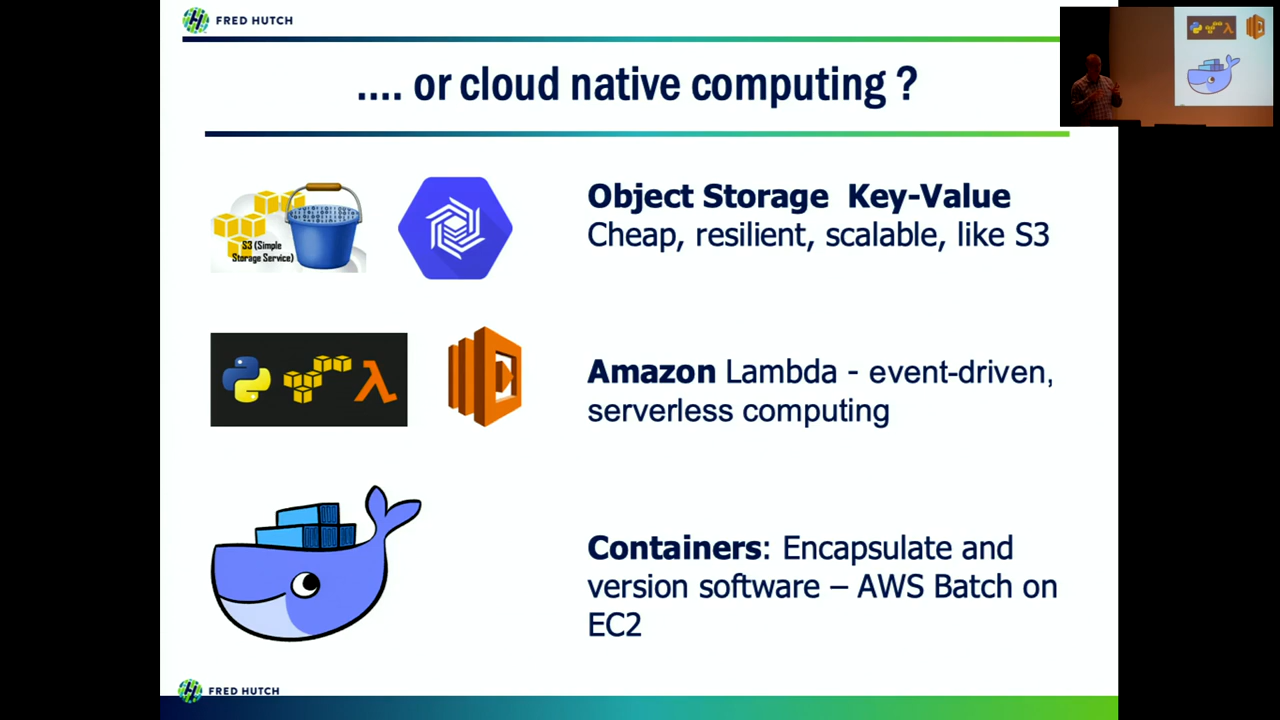 FRED HUTCH
.... or cloud native computing ?
S3 (Simple
Storage Service)
Object Storage Key-Value
Cheap, resilient, scalable, like S3
Amazon Lambda - event-driven,
serverless computing
Containers: Encapsulate and
version software – AWS Batch on
EC2
FRED HUTCH